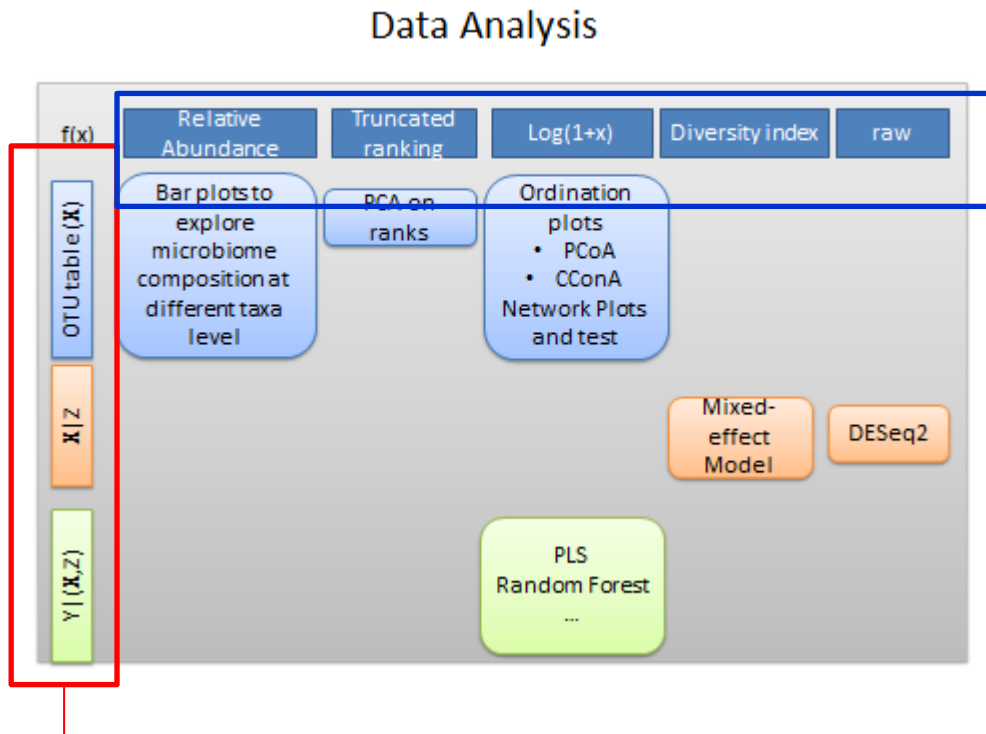 Data Analysis
f(x)
Relative
Abundance
Truncated
ranking
Log(1+x)
Diversity index
raw
OTU table (X)
Bar plots to
explore
microbiome
composition at
different taxa
level
PCA on
ranks
Ordination
plots
• PCoA
• CConA
Network Plots
and test
X|Z
Mixed-
effect
Model
DESeq2
Y|(X,Z)
PLS
Random Forest
...